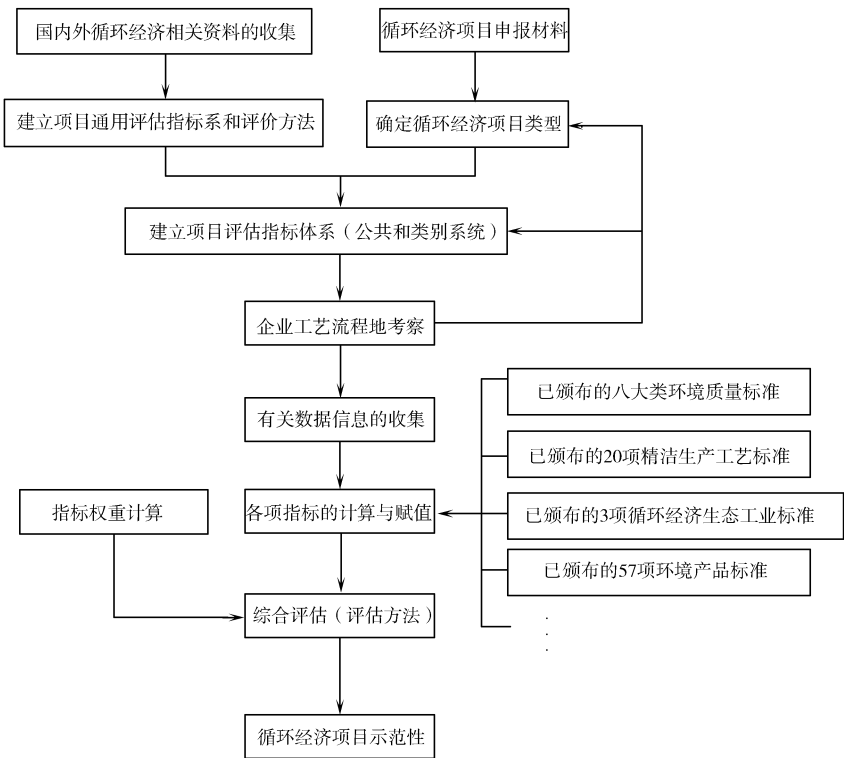 国内外循环经济相关资料的收集
循环经济项目申报材料
建立项目通用评估指标系和评价方法
确定循环经济项目类型
建立项目评估指标体系（公共和类别系统）
企业工艺流程地考察
有关数据信息的收集
已颁布的八大类环境质量标准
已颁布的20项精洁生产工艺标准
指标权重计算
各项指标的计算与赋值
已颁布的3项循环经济生态工业标准
已颁布的57项环境产品标准
综合评估（评估方法）
循环经济项目示范性